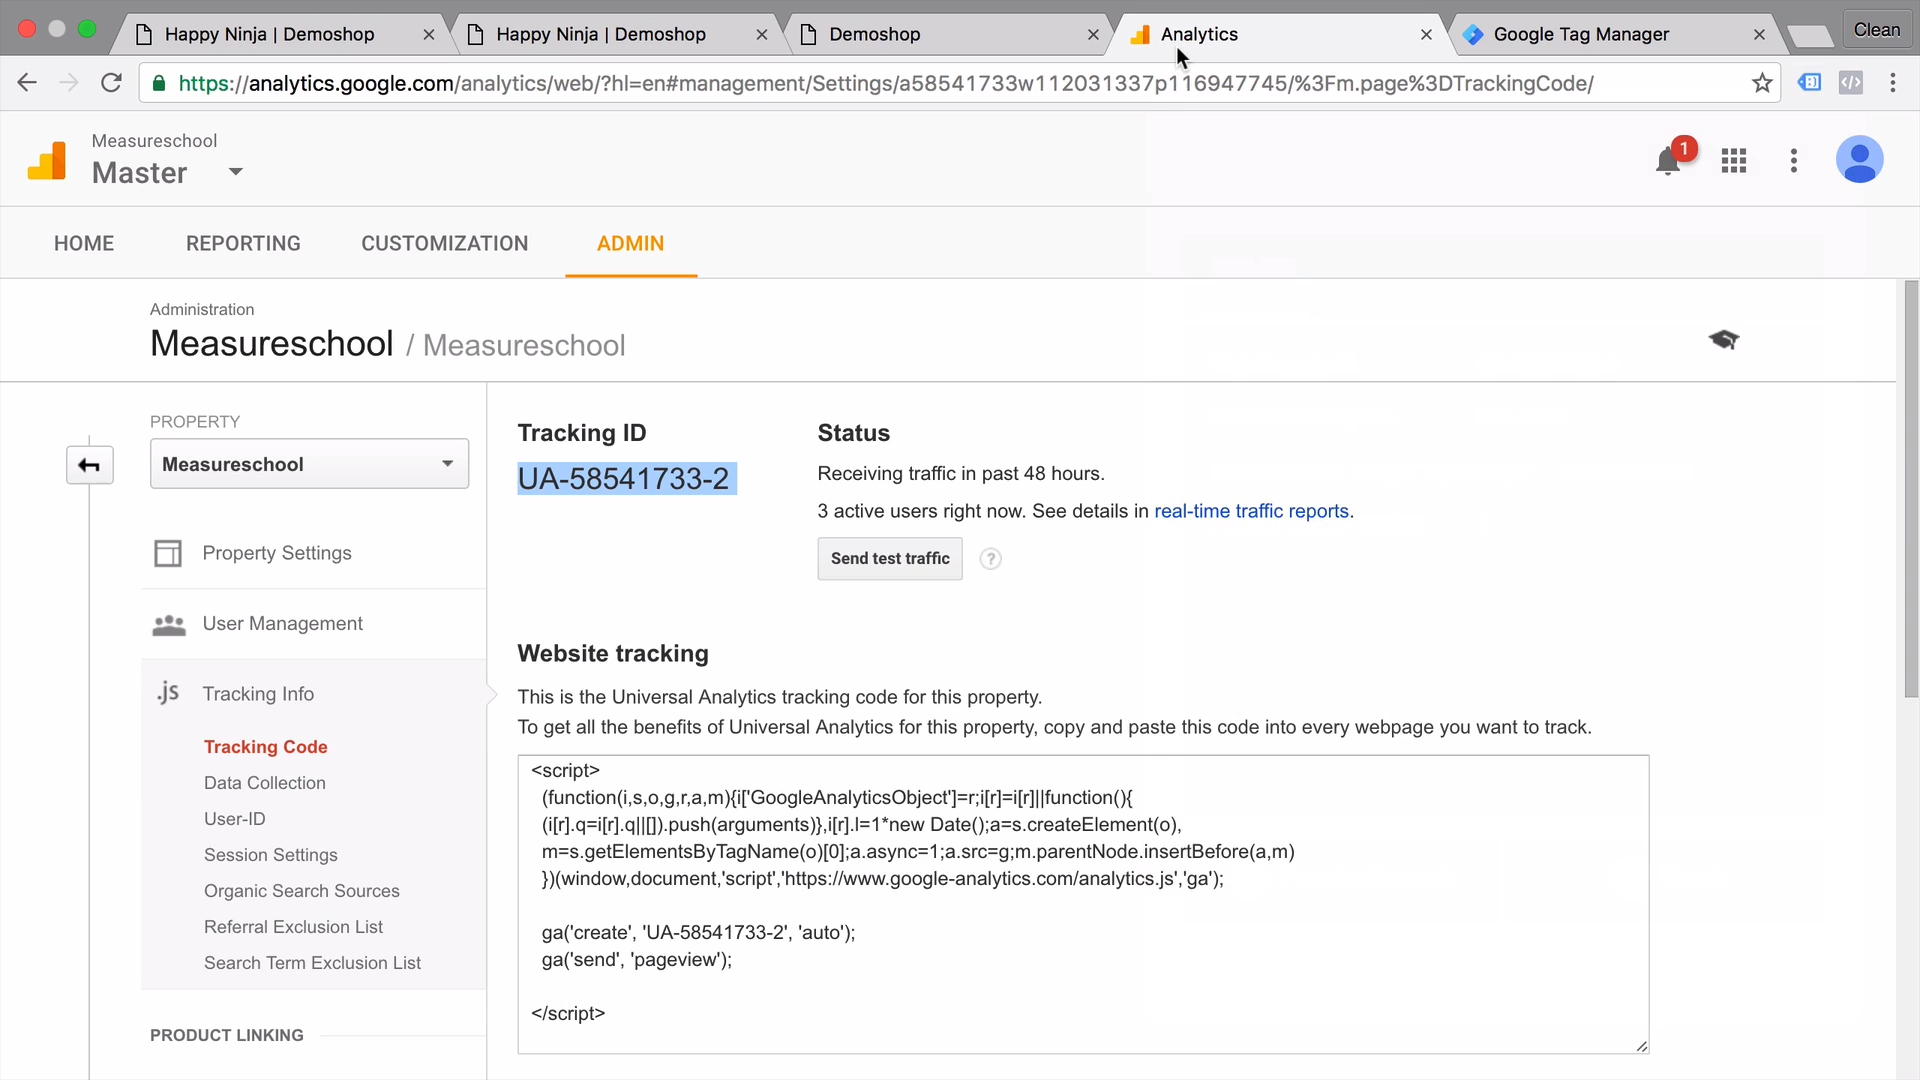 Happy Ninja | Demoshop
Happy Ninja | Demoshop
Demoshop
Analytics
Google Tag Manager
Clean
https://analytics.google.com/analytics/web/?hl=en#management/Settings/a58541733w112031337p116947745/%3Fm.page%3DTrackingCode/
Measureschool
Master
1
HOME
REPORTING
CUSTOMIZATION
ADMIN
Administration
Measureschool / Measureschool
PROPERTY
Measureschool
Property Settings
User Management
.js Tracking Info
Tracking Code
Data Collection
User-ID
Session Settings
Organic Search Sources
Referral Exclusion List
Search Term Exclusion List
PRODUCT LINKING
Tracking ID
UA-58541733-2
Status
Receiving traffic in past 48 hours.
3 active users right now. See details in real-time traffic reports.
Send test traffic
?
Website tracking
This is the Universal Analytics tracking code for this property.
To get all the benefits of Universal Analytics for this property, copy and paste this code into every webpage you want to track.
<script>
(function(i,s,o,g,r,a,m){i['GoogleAnalyticsObject']=r;i[r]=i[r]||function(){
(i[r].q=i[r].q||[]).push(arguments)},i[r].l=1*new Date();a=s.createElement(o),
m=s.getElementsByTagName(o)[0];a.async=1;a.src=g;m.parentNode.insertBefore(a,m)
})(window,document,'script','https://www.google-analytics.com/analytics.js','ga');
ga('create', 'UA-58541733-2', 'auto');
ga('send', 'pageview');
</script>